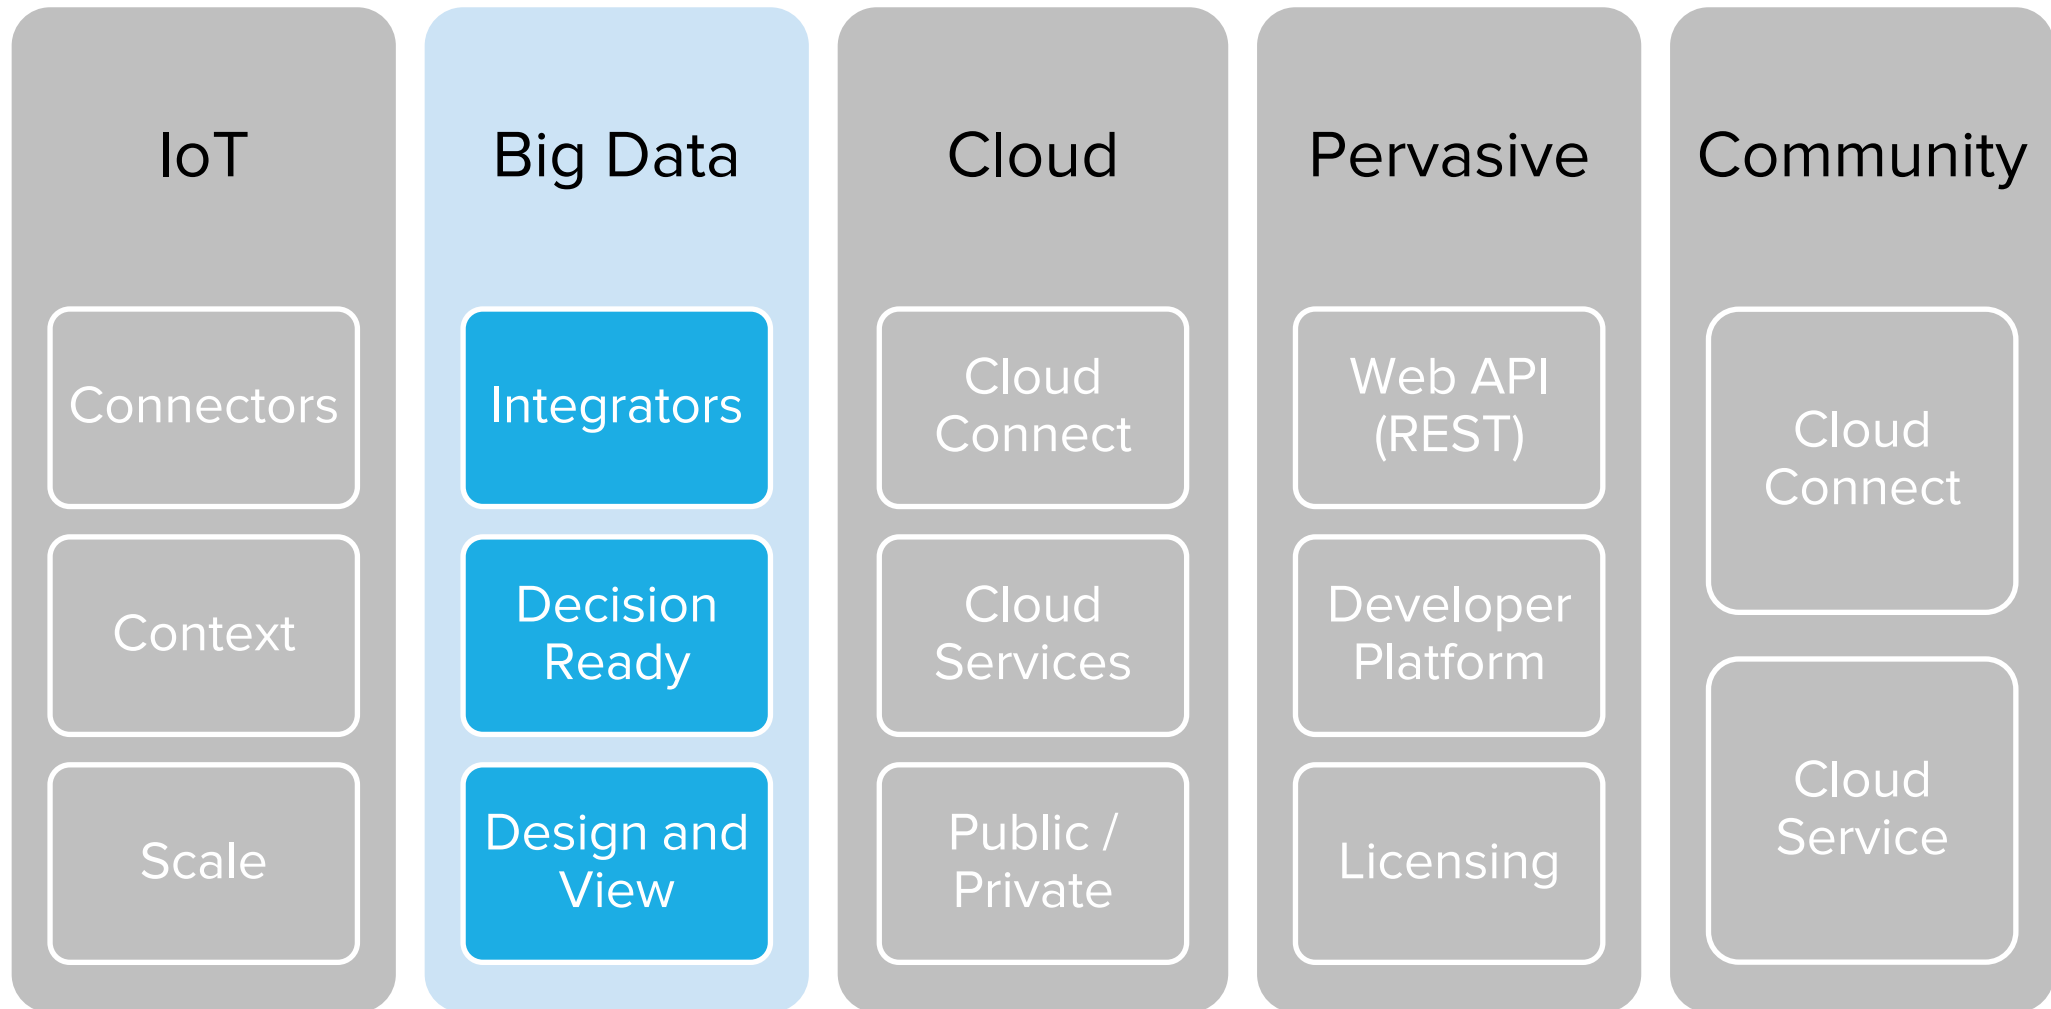 IoT
Connectors
Context
Scale
Big Data
Integrators
Decision
Ready
Design and
View
Cloud
Cloud
Connect
Cloud
Services
Public /
Private
Pervasive
Web API
(REST)
Developer
Platform
Licensing
Community
Cloud
Connect
Cloud
Service